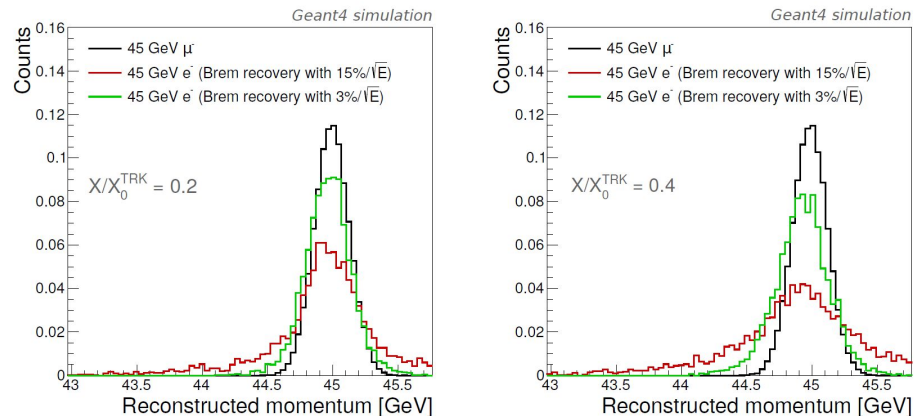 Geant4 simulation
Counts
0.16
0.14
0.12
0.1
0.08
0.06
0.04
0.02
0
45 GeV μ-
45 GeV e- (Brem recovery with 15%/√E)
45 GeV e- (Brem recovery with 3%/√E)
X/X0TRK = 0.2
43 43.5 44 44.5 45 45.5
Reconstructed momentum [GeV]
Geant4 simulation
Counts
0.16
0.14
0.12
0.1
0.08
0.06
0.04
0.02
0
45 GeV μ-
45 GeV e- (Brem recovery with 15%/√E)
45 GeV e- (Brem recovery with 3%/√E)
X/X0TRK = 0.4
43 43.5 44 44.5 45 45.5
Reconstructed momentum [GeV]